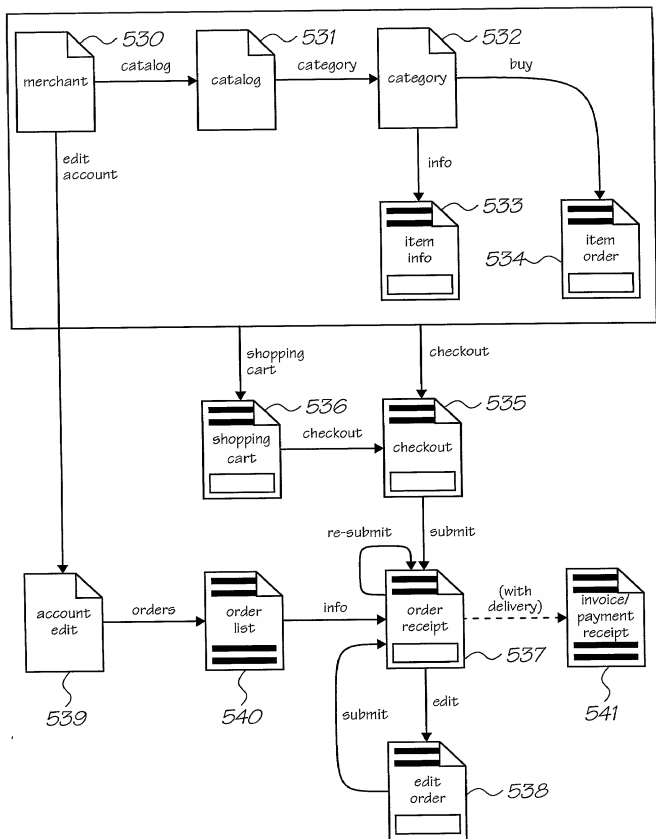 530
531
532
merchant
catalog
catalog
category
category
buy
edit
account
info
533
item
info
534
item
order
shopping
cart
checkout
536
535
shopping
cart
checkout
checkout
re-submit
submit
account
edit
orders
order
list
info
order
receipt
(with
delivery)
invoice/
payment
receipt
537
539
540
submit
edit
541
edit
order
538